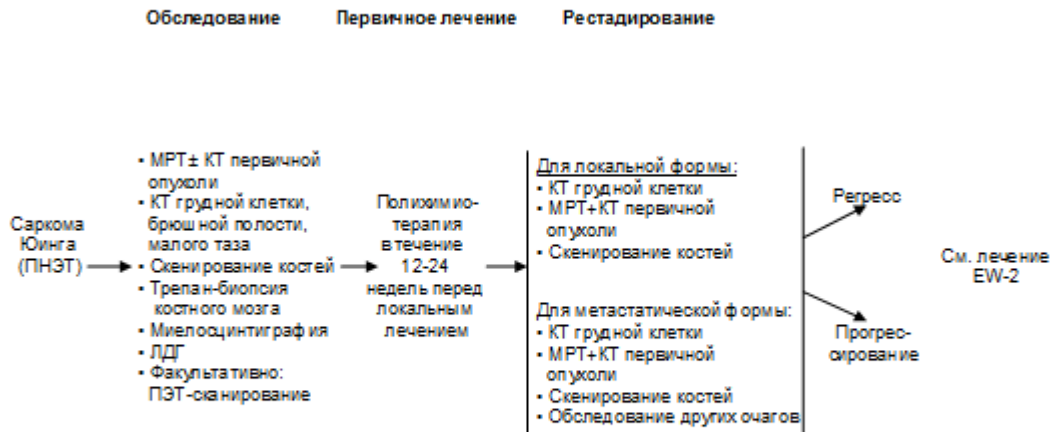 Обследование
Первичное лечение
Рестадирование
Саркома
Юинга
(ПНЭТ)
▪ МРТ± КТ первичной
опухоли
▪ КТ грудной клетки,
брюшной полости,
малого таза
▪ Скенирование костей
▪ Трепан-биопсия
костного мозга
▪ Миелосцинтиграфия
▪ ЛДГ
▪ Факультативно:
ПЭТ-сканирование
Полихимио-
терапия
в течение
12-24
недель перед
локальным
лечением
Для локальной формы:
▪ КТ грудной клетки
▪ МРТ+КТ первичной
опухоли
▪ Скенирование костей
Для метастатической формы:
▪ КТ грудной клетки
▪ МРТ+КТ первичной
опухоли
▪ Скенирование костей
▪ Обследование других очагов
Регресс
Прогрес-
сирование
См. лечение
EW-2